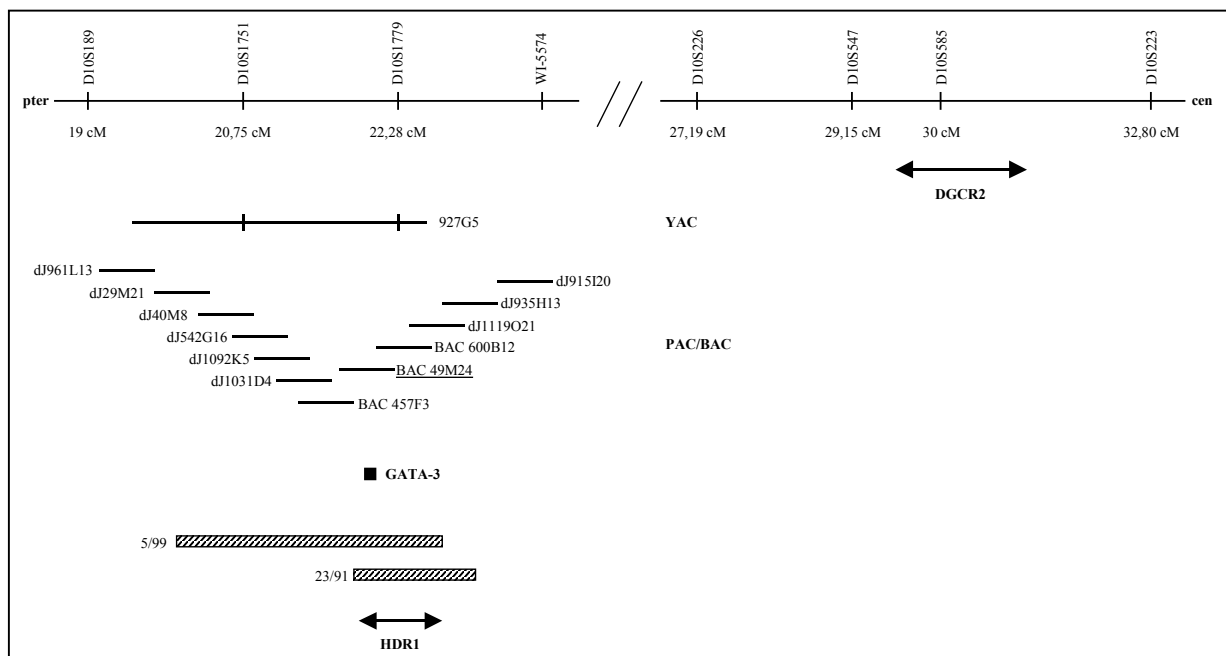 D10S189
D10S1751
D10S1779
WI-5574
D10S226
D10S547
D10S585
D10S223
pter
cen
19 cM
20,75 cM
22,28 cM
27,19 cM
29,15 cM
30 cM
32,80 cM
DGCR2
927G5
YAC
dJ961L13
dJ915I20
dJ29M21
dJ935H13
dJ40M8
dJ1119O21
dJ542G16
BAC 600B12
PAC/BAC
dJ1092K5
BAC 49M24
dJ1031D4
BAC 457F3
GATA-3
5/99
23/91
HDR1